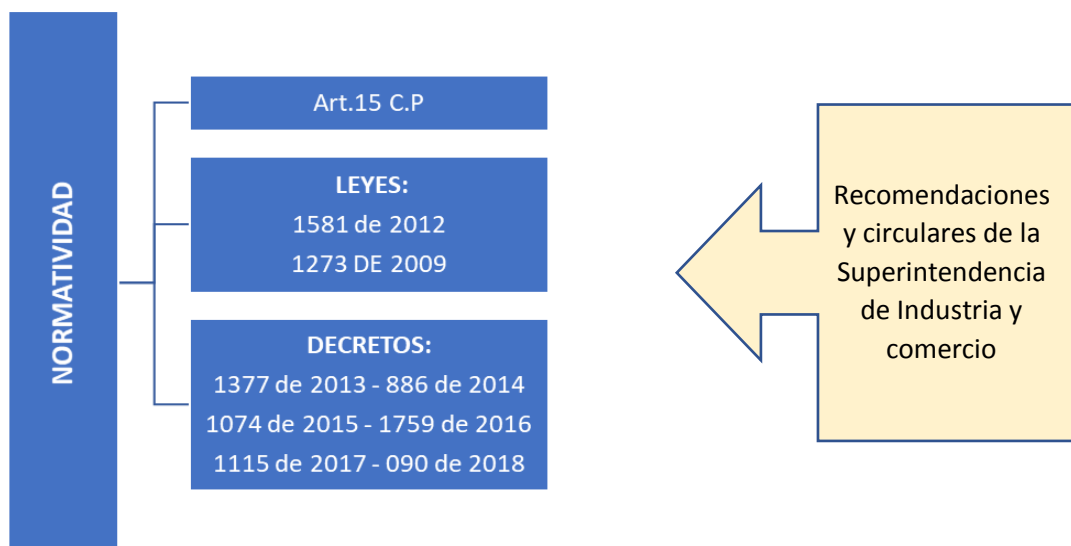 NORMATIVIDAD
Art.15 C.P
LEYES:
1581 de 2012
1273 DE 2009
DECRETOS:
1377 de 2013 - 886 de 2014
1074 de 2015 - 1759 de 2016
1115 de 2017 - 090 de 2018
Recomendaciones
y circulares de la
Superintendencia
de Industria y
comercio